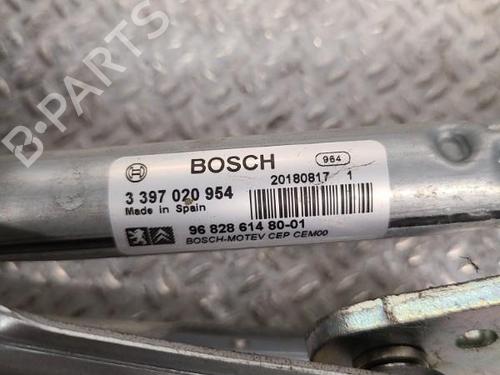 BOSCH
964
3 397 020 954
Made in Spain
20180817 1
96 828 614 80-01
BOSCH-MOTEV CEP CEM00
B-PARTS